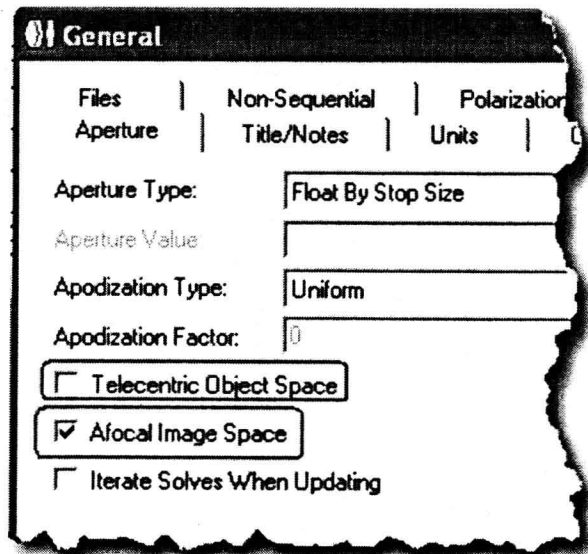 General
Files Non-Sequential Polarization
Aperture Title/Notes Units
Aperture Type: Float By Stop Size
Aperture Value
Apodization Type: Uniform
Apodization Factor: 0
Telecentric Object Space
Afocal Image Space
Iterate Solves When Updating